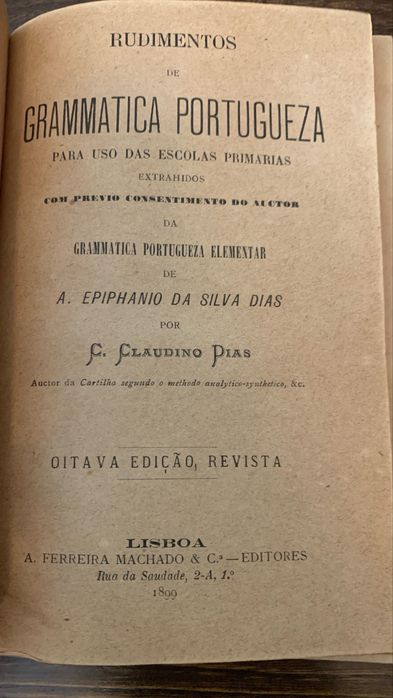 RUDIMENTOS
DE
GRAMMATICA PORTUGUEZA
PARA USO DAS ESCOLAS PRIMARIAS
EXTRAHIDOS
COM PREVIO CONSENTIMENTO DO AUCTOR
DA
GRAMMATICA PORTUGUEZA ELEMENTAR
DE
A. EPIPHANIO DA SILVA DIAS
POR
C. CLAUDINO DIAS
Auctor da Cartilha segundo o methodo analytico-synthetico, &c.
OITAVA EDIÇÃO, REVISTA
LISBOA
A. FERREIRA MACHADO & C.ª—EDITORES
Rua da Saudade, 2-A, 1.º
1899